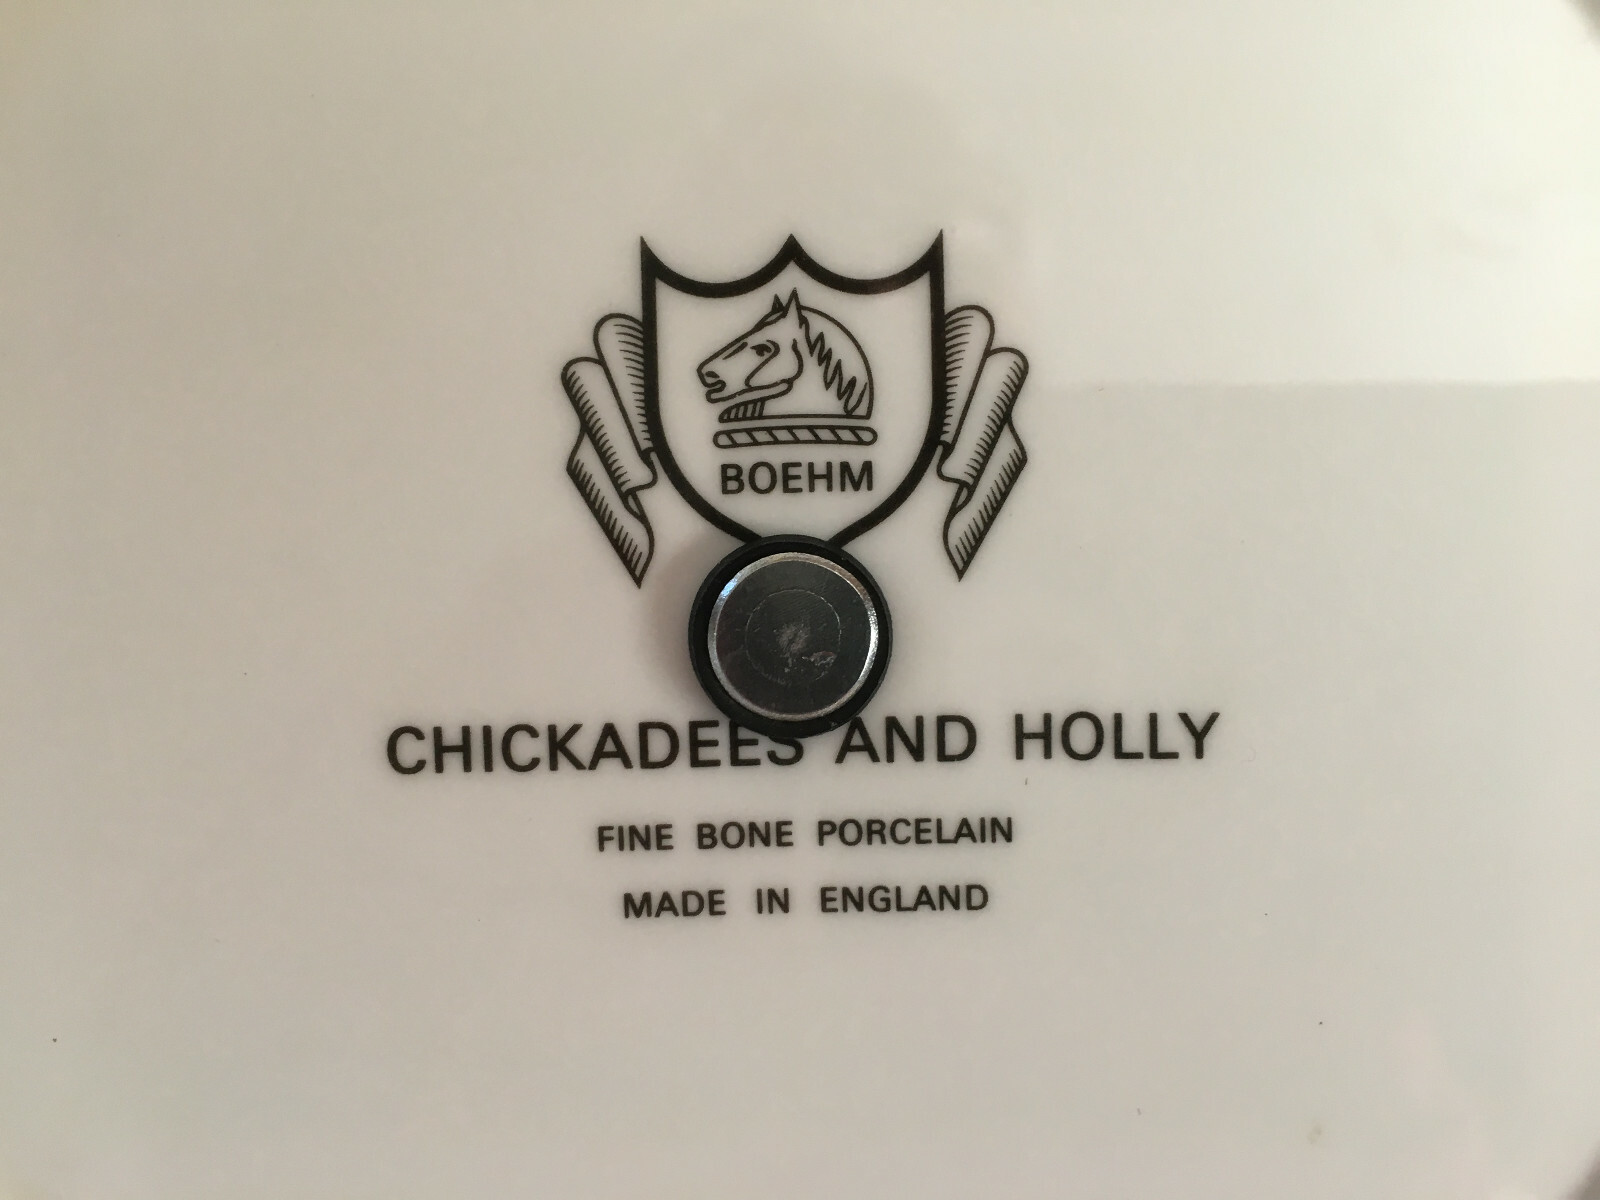 BOEHM
CHICKADEES AND HOLLY
FINE BONE PORCELAIN
MADE IN ENGLAND